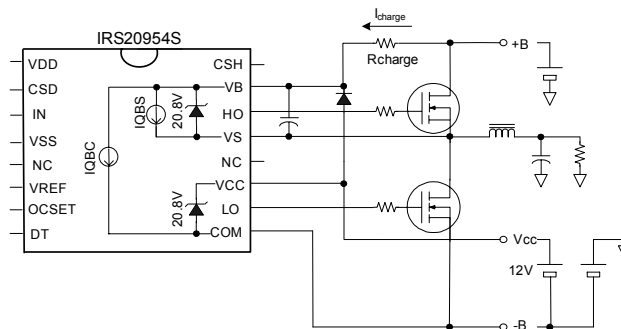 IRS20954S
Icharge
Rcharge
+B
VDD
CSD
IN
VSS
NC
VREF
OCSET
DT
CSH
VB
HO
VS
NC
VCC
LO
COM
IQBC
IQBS
20.8V
20.8V
Vcc
12V
-B